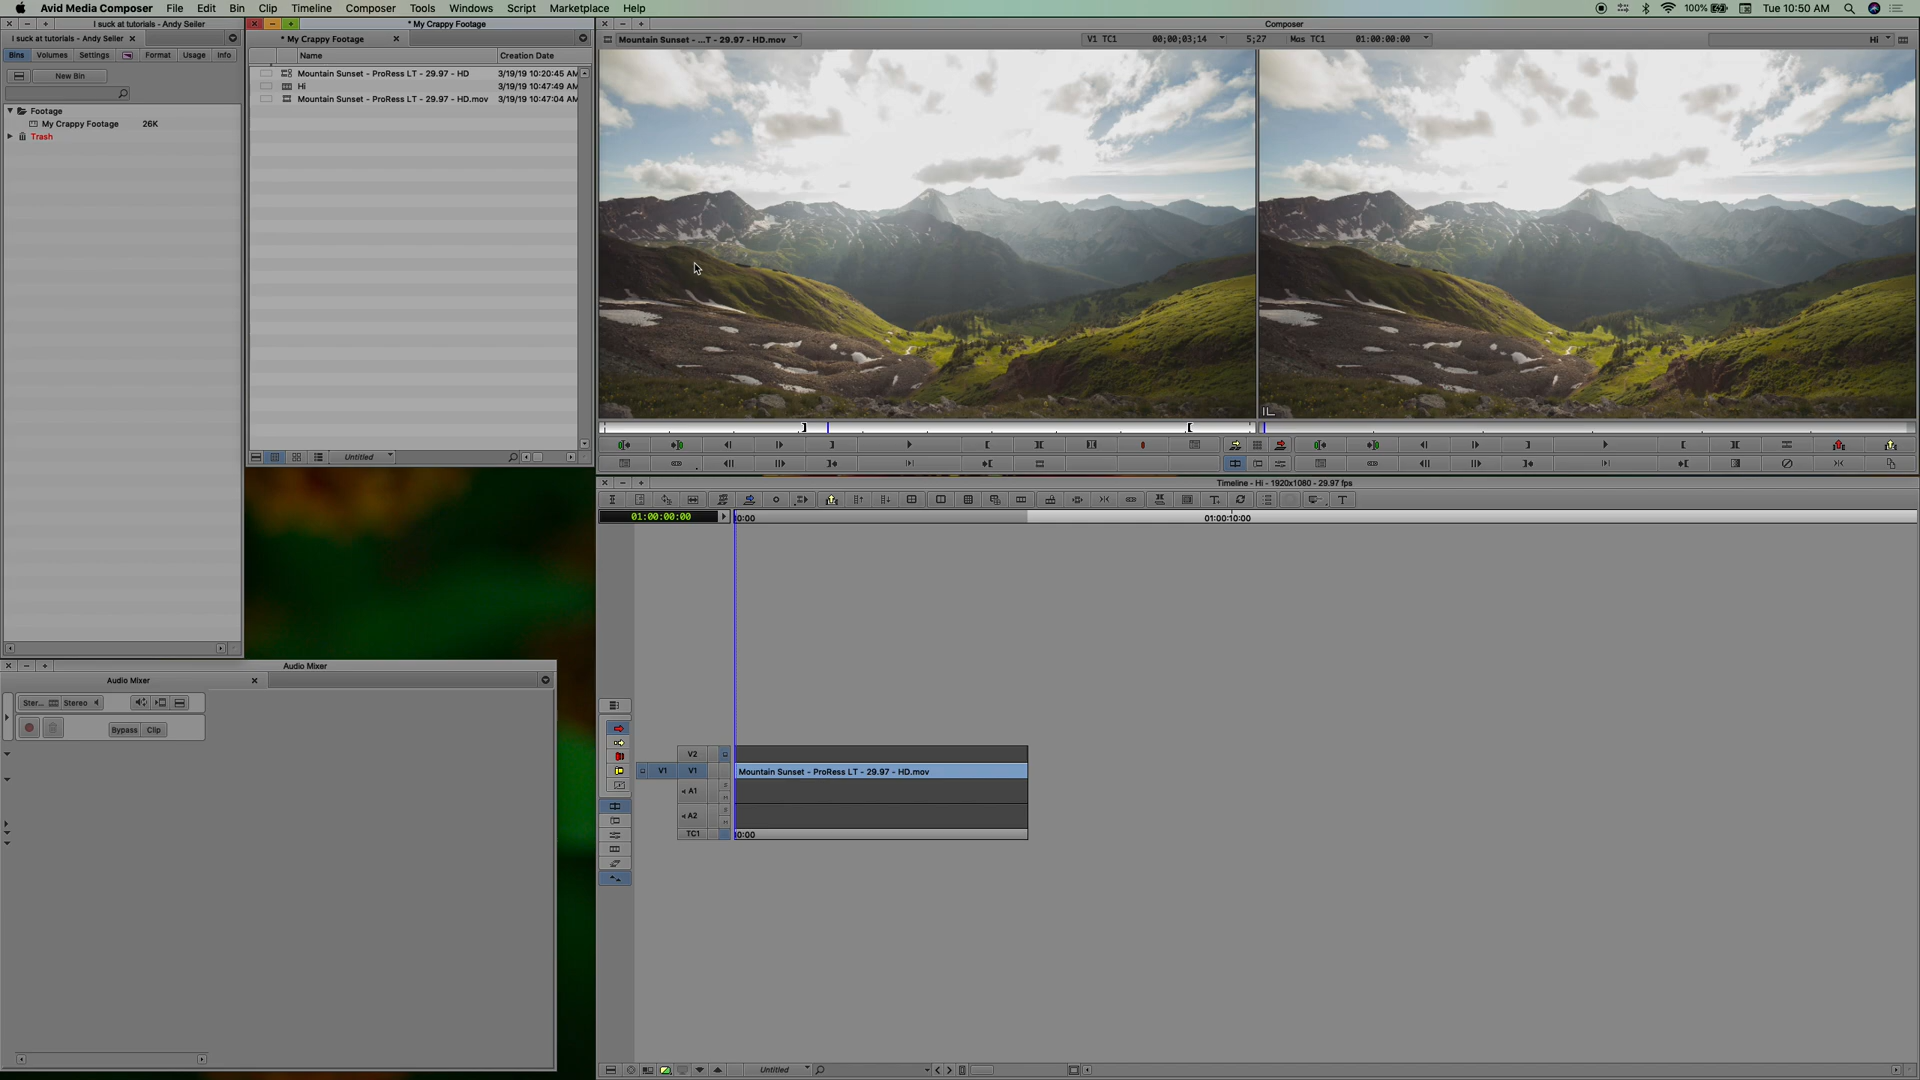 Avid Media Composer File Edit Bin Clip Timeline Composer Tools Windows Script Marketplace Help 100% Tue 10:50 AM
I suck at tutorials - Andy Seiler
I suck at tutorials - Andy Seiler
Bins Volumes Settings Format Usage Info
New Bin
Footage
My Crappy Footage 26K
Trash
* My Crappy Footage
* My Crappy Footage
Name Creation Date
Mountain Sunset - ProRess LT - 29.97 - HD 3/19/19 10:20:45 AM
Hi 3/19/19 10:47:49 AM
Mountain Sunset - ProRess LT - 29.97 - HD.mov 3/19/19 10:47:04 AM
Untitled
Composer
Mountain Sunset - ...T - 29.97 - HD.mov V1 TC1 00;00;03;14 5;27 Mas TC1 01:00:00:00 Hi
Timeline - Hi - 1920x1080 - 29.97 fps
01:00:00:00 00:00 01:00:10:00
V2
V1 V1 Mountain Sunset - ProRess LT - 29.97 - HD.mov
A1
A2
TC1 00:00
Untitled
Audio Mixer
Audio Mixer
Ster... Stereo
Bypass Clip